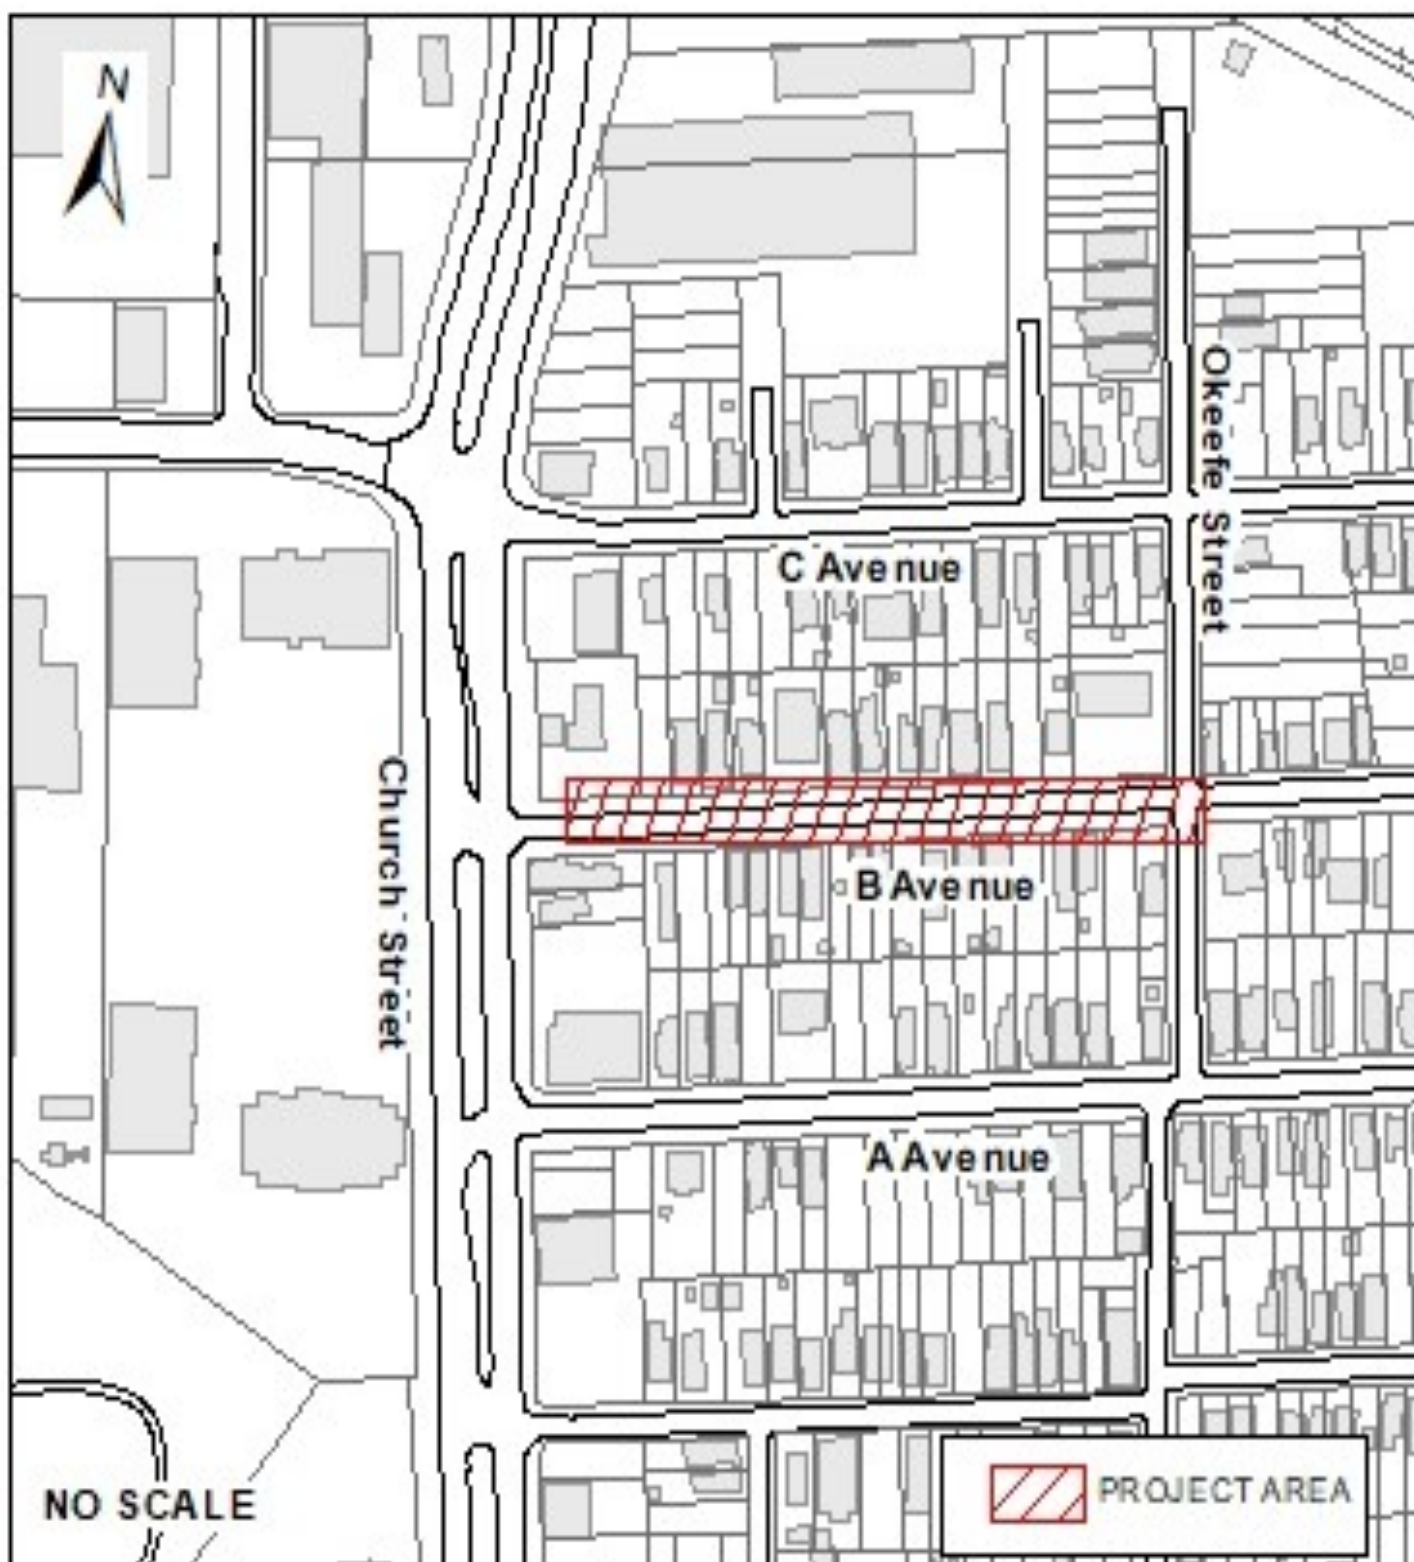 N
Okeefe Street
C Avenue
Church Street
B Avenue
A Avenue
NO SCALE
PROJECT AREA